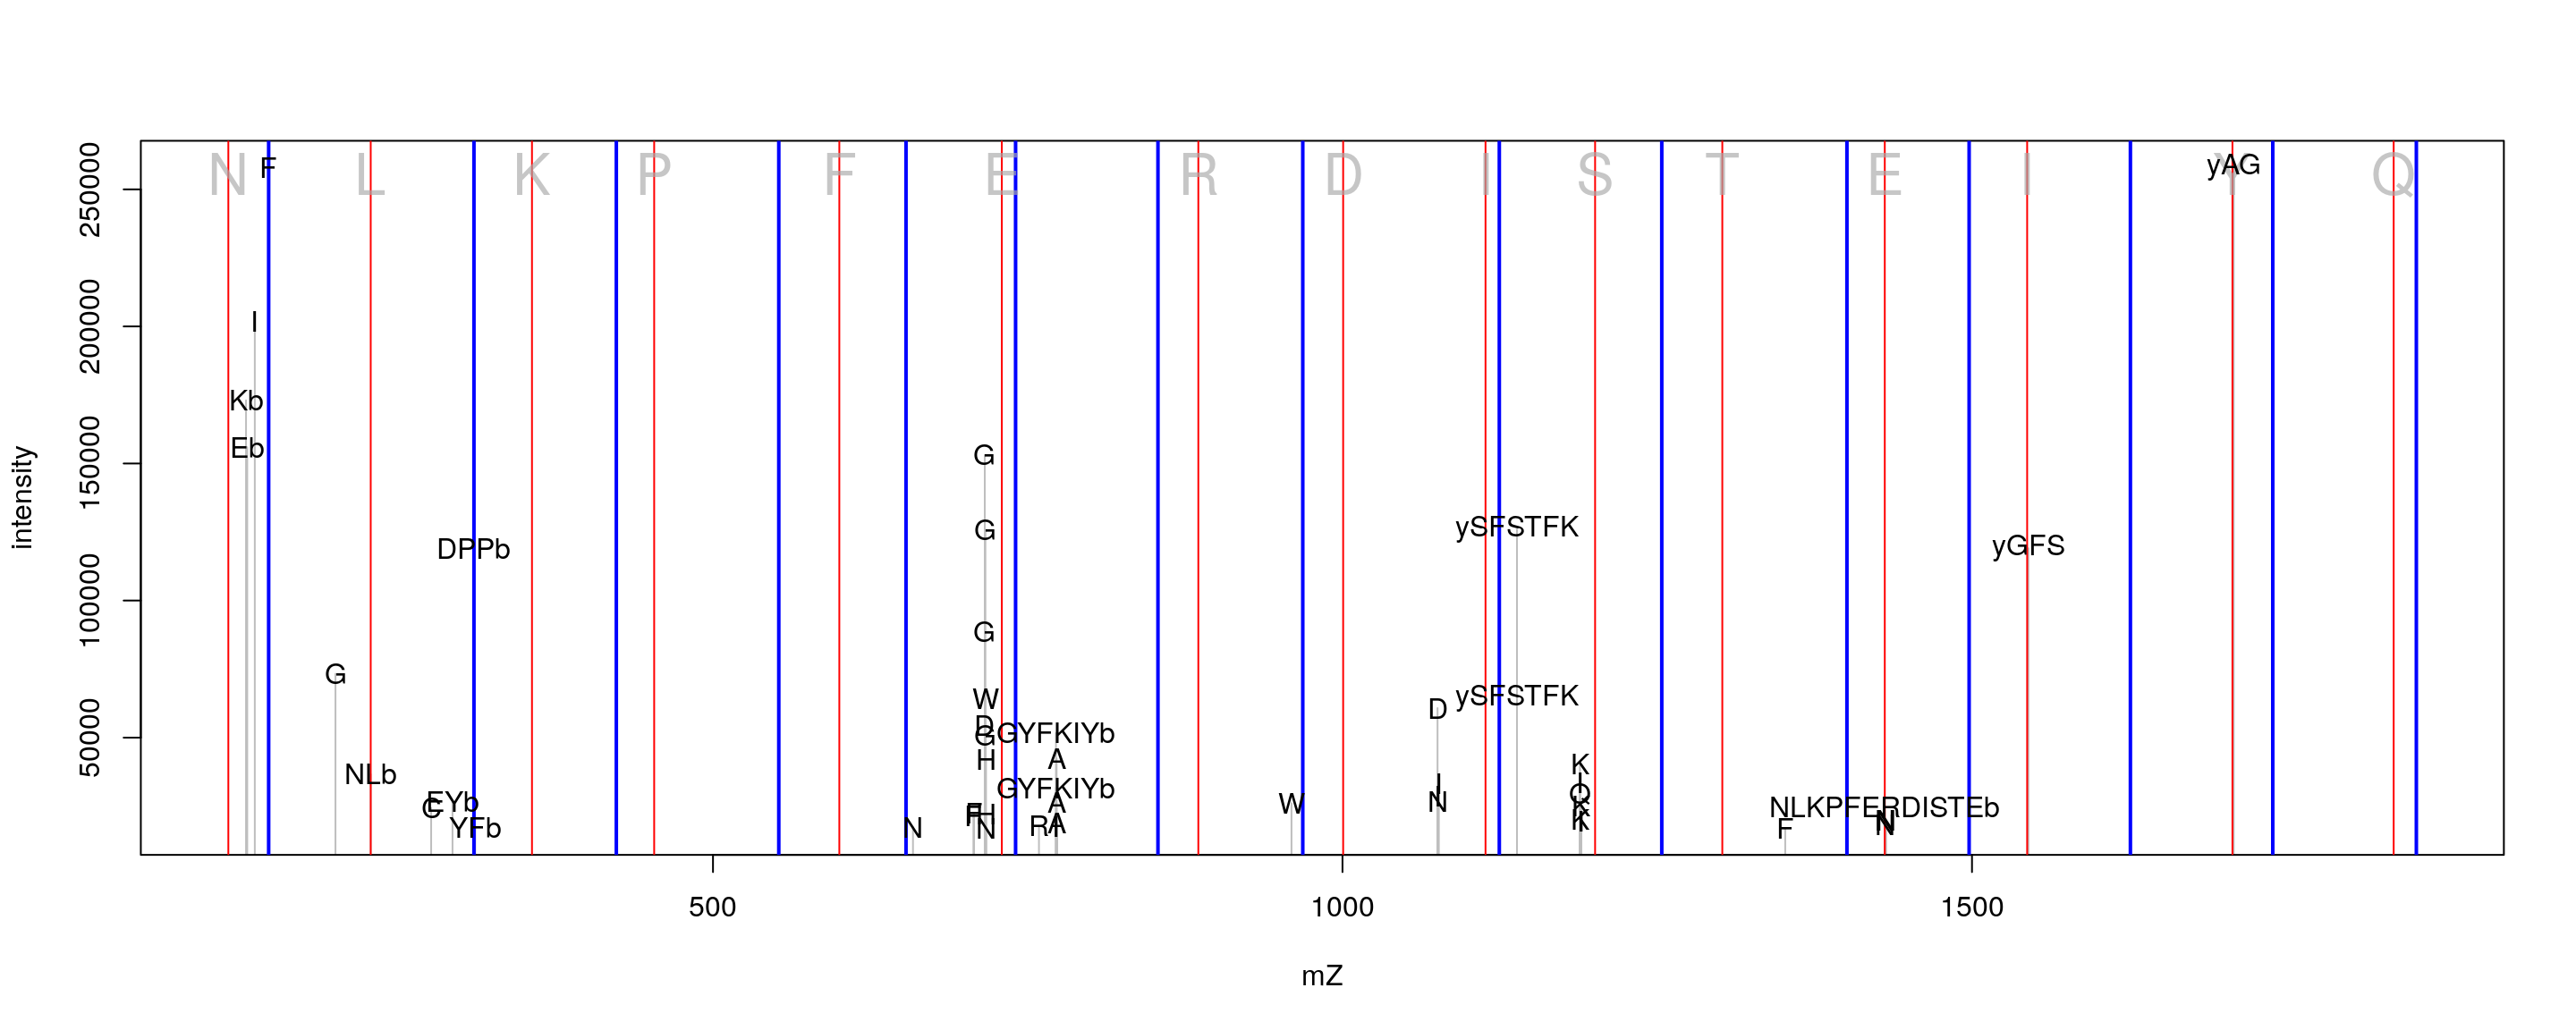 N L K P F E R D I S T E I Y Q
F
yAG
I
Kb
Eb
G
G
ySFSTFK
DPPb
yGFS
G
G
W
ySFSTFK
D
D
G
GGYFKIYb
H
A
K
NLb
I
GYFKIYb
Q
EYb
G
A
W
N
K
NLKPFERDISTEb
YFb
N
F
H
N
R
A
K
F
N
250000
200000
150000
100000
50000
intensity
500
1000
1500
mZ